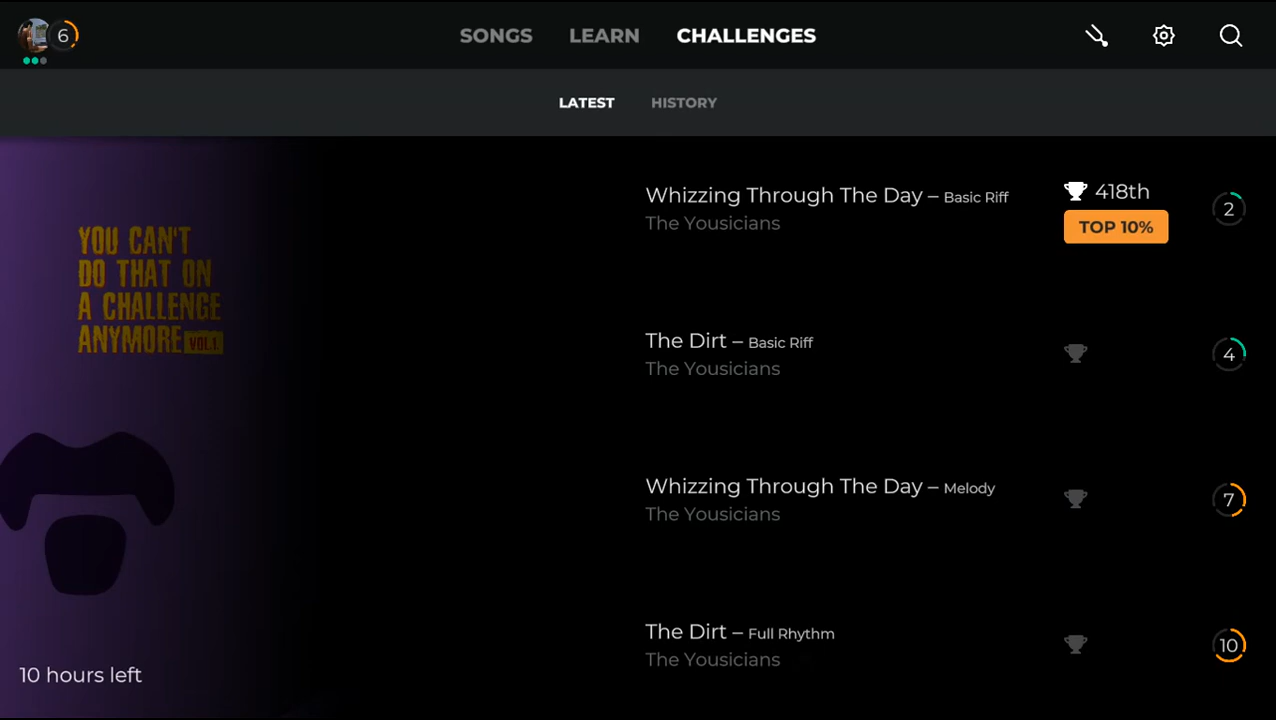 6
SONGS LEARN CHALLENGES
LATEST HISTORY
YOU CAN'T
DO THAT ON
A CHALLENGE
ANYMORE VOL.1
10 hours left
Whizzing Through The Day – Basic Riff
The Yousicians
418th
TOP 10%
2
The Dirt – Basic Riff
The Yousicians
4
Whizzing Through The Day – Melody
The Yousicians
7
The Dirt – Full Rhythm
The Yousicians
10